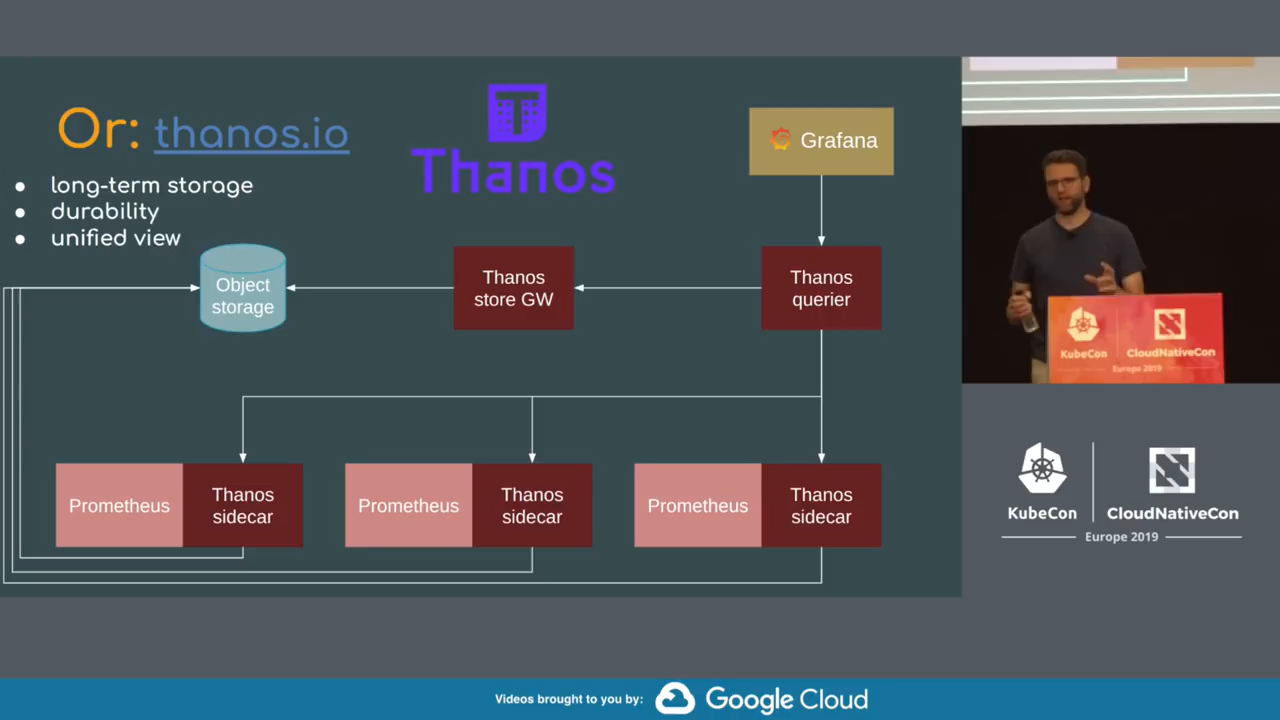 Or: thanos.io
Thanos
● long-term storage
● durability
● unified view
Grafana
Object
storage
Thanos
store GW
Thanos
querier
Prometheus
Thanos
sidecar
Prometheus
Thanos
sidecar
Prometheus
Thanos
sidecar
KubeCon
CloudNativeCon
Europe 2019
KubeCon
CloudNativeCon
Europe 2019
Videos brought to you by:
Google Cloud